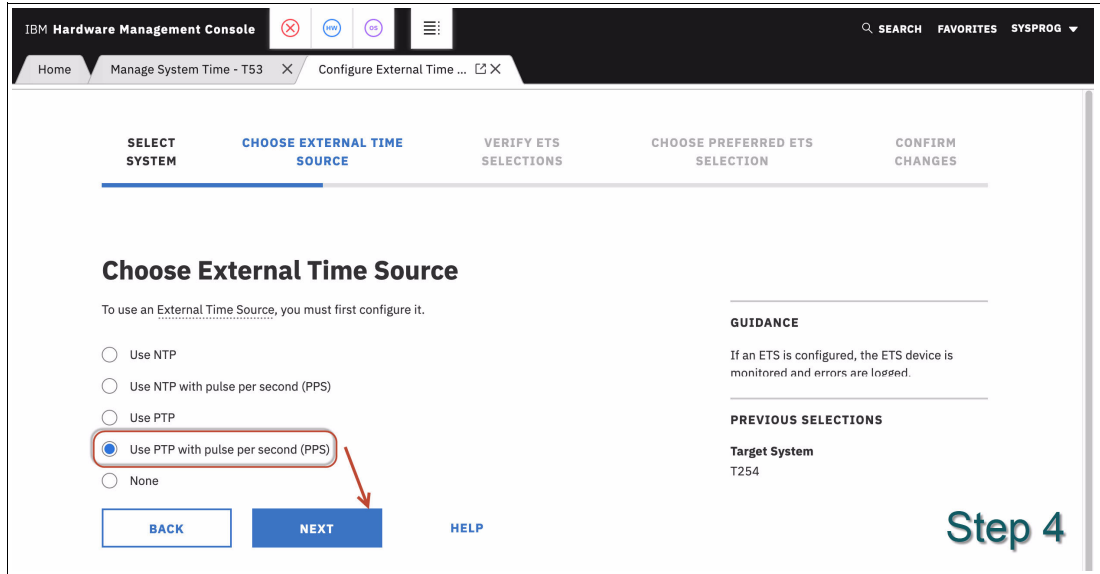 IBM Hardware Management Console
HW
OS
SEARCH FAVORITES SYSPROG
Home
Manage System Time - T53
Configure External Time ...
SELECT
SYSTEM
CHOOSE EXTERNAL TIME
SOURCE
VERIFY ETS
SELECTIONS
CHOOSE PREFERRED ETS
SELECTION
CONFIRM
CHANGES
Choose External Time Source
To use an External Time Source, you must first configure it.
Use NTP
Use NTP with pulse per second (PPS)
Use PTP
Use PTP with pulse per second (PPS)
None
BACK
NEXT
HELP
GUIDANCE
If an ETS is configured, the ETS device is
monitored and errors are logged.
PREVIOUS SELECTIONS
Target System
T254
Step 4